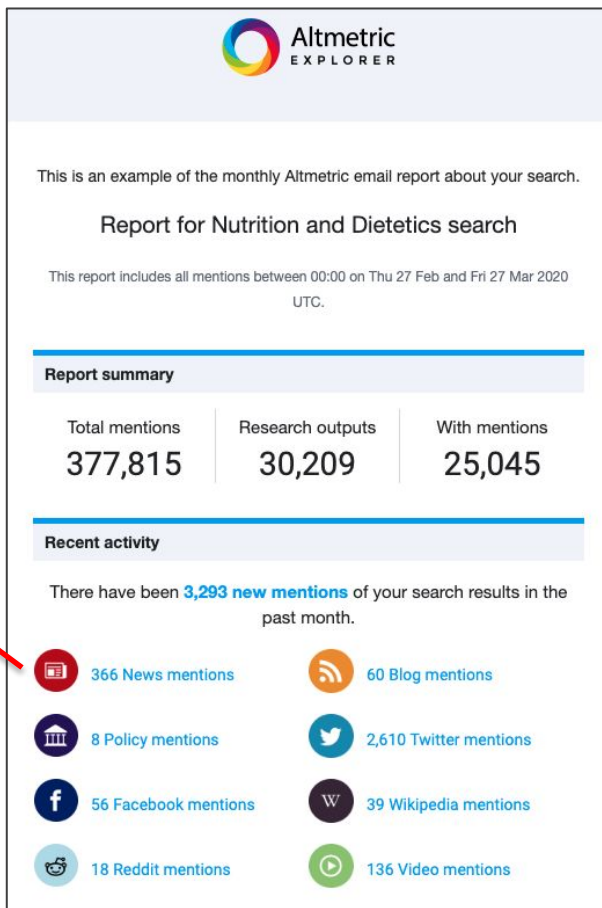 Altmetric
EXPLORER
This is an example of the monthly Altmetric email report about your search.
Report for Nutrition and Dietetics search
This report includes all mentions between 00:00 on Thu 27 Feb and Fri 27 Mar 2020
UTC.
Report summary
Total mentions
377,815
Research outputs
30,209
With mentions
25,045
Recent activity
There have been 3,293 new mentions of your search results in the
past month.
366 News mentions
60 Blog mentions
8 Policy mentions
2,610 Twitter mentions
f
56 Facebook mentions
W
39 Wikipedia mentions
18 Reddit mentions
136 Video mentions